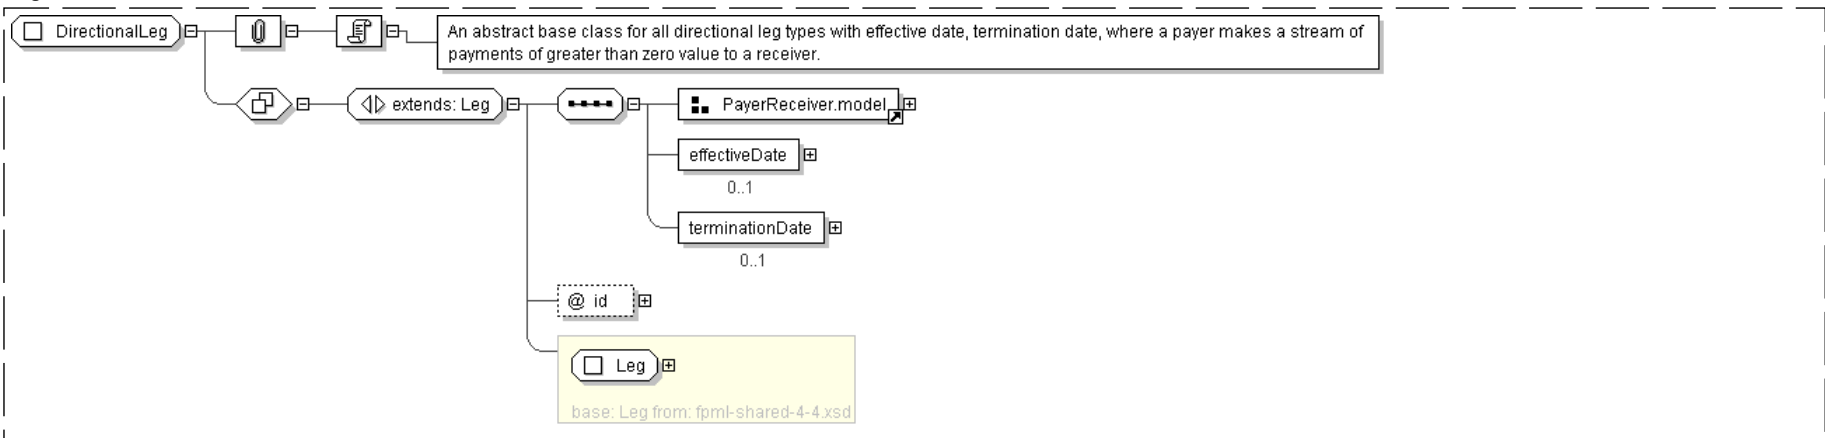 DirectionalLeg
An abstract base class for all directional leg types with effective date, termination date, where a payer makes a stream of
payments of greater than zero value to a receiver.
extends: Leg
PayerReceiver.model
effectiveDate
0..1
terminationDate
0..1
@ id
Leg
base: Leg from: fpml-shared-4-4.xsd